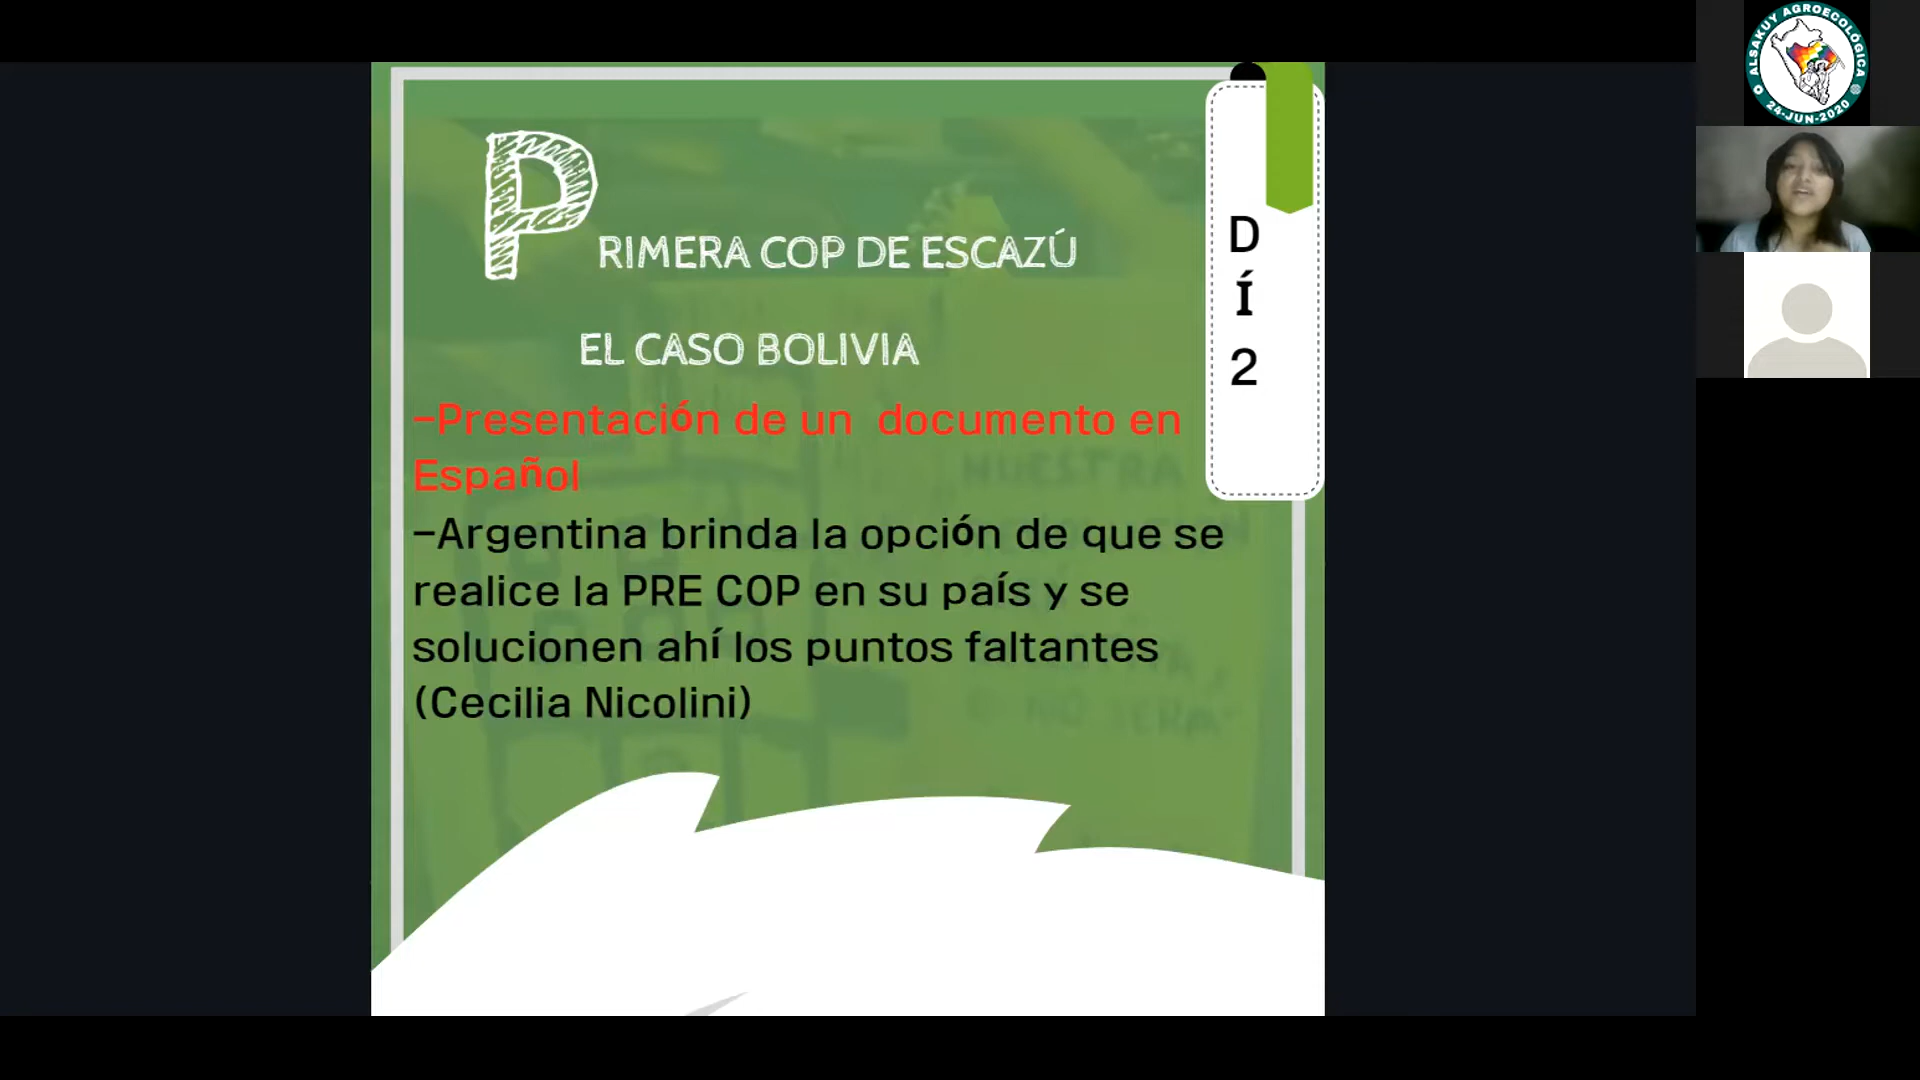 PRIMERA COP DE ESCAZÚ
EL CASO BOLIVIA
-Presentación de un documento en
Español
-Argentina brinda la opción de que se
realice la PRE COP en su país y se
solucionen ahí los puntos faltantes
(Cecilia Nicolini)
D
Í
2
NUESTRA
ALSAKUY AGROECOLÓGICA
24-JUN-2020